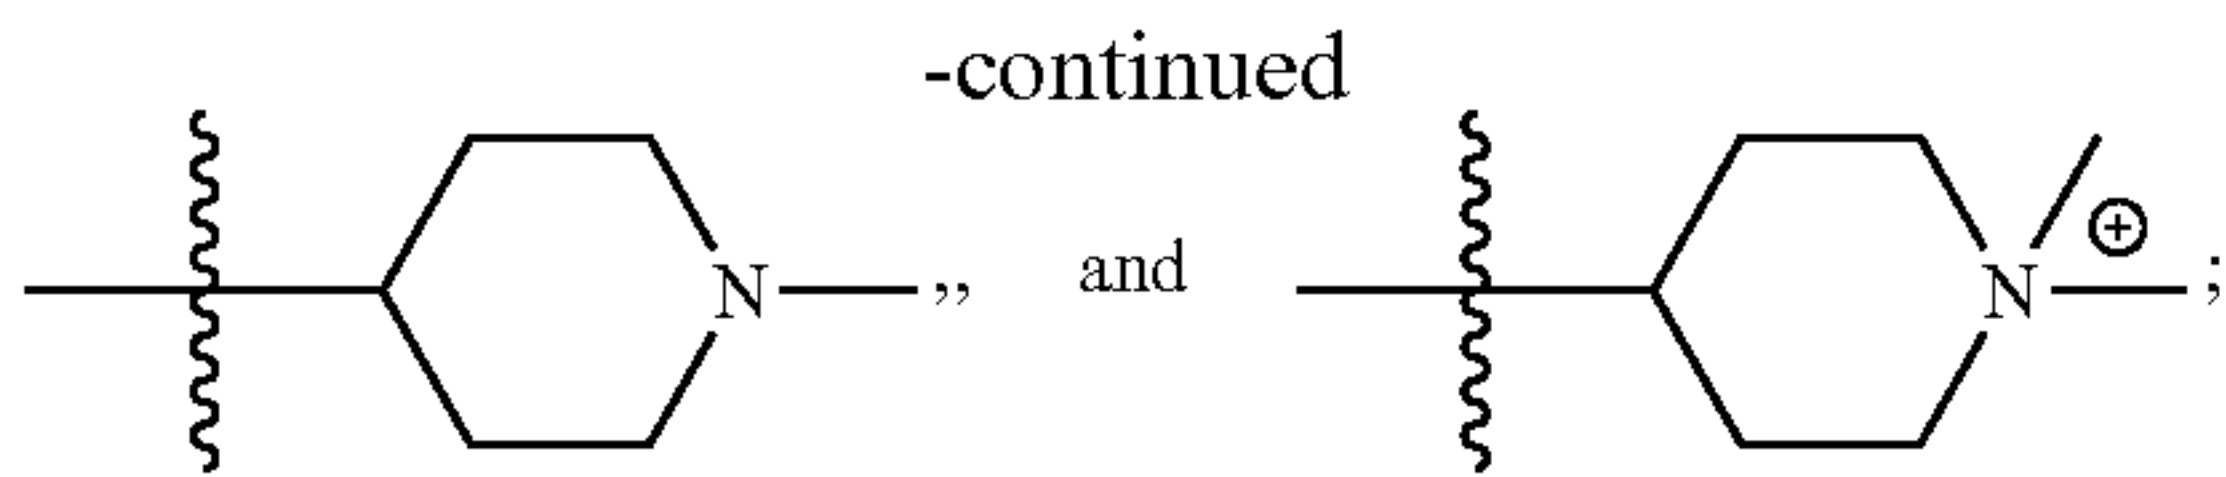 -continued
N ,, and N ⊕ ;